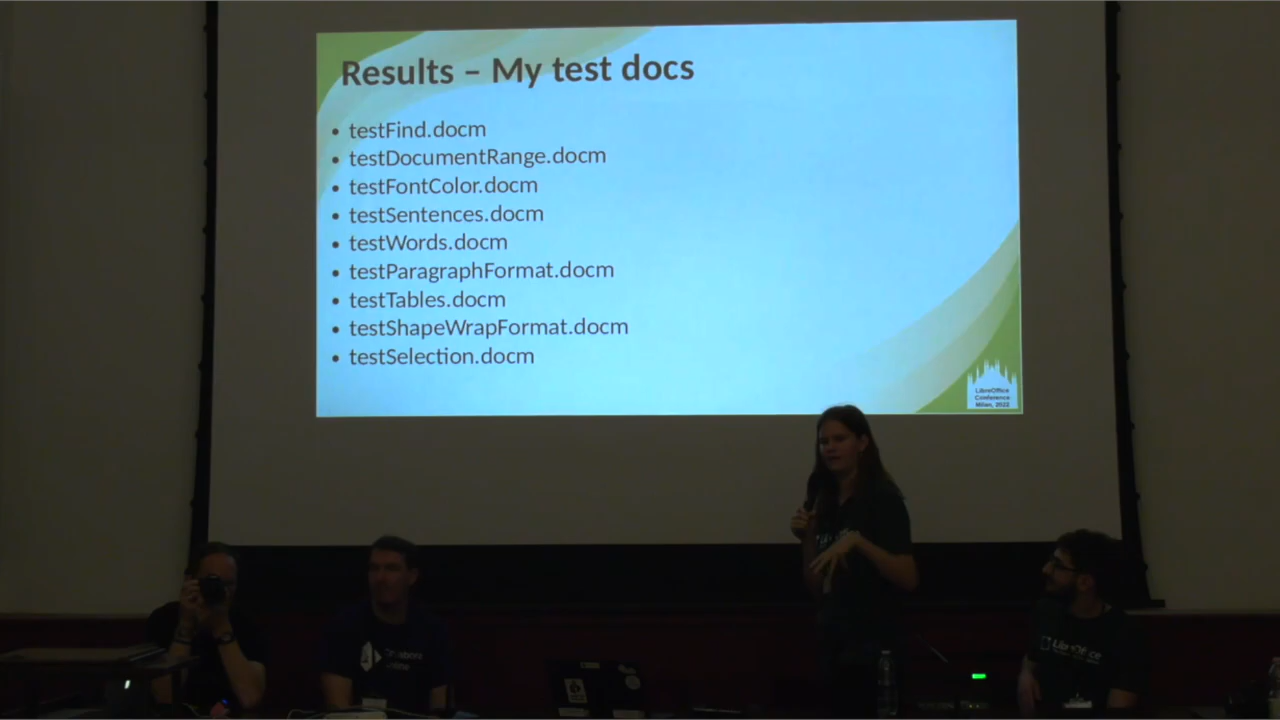 Results – My test docs
• testFind.docm
• testDocumentRange.docm
• testFontColor.docm
• testSentences.docm
• testWords.docm
• testParagraphFormat.docm
• testTables.docm
• testShapeWrapFormat.docm
• testSelection.docm
LibreOffice
Conference
Milan, 2022
LibreOffice